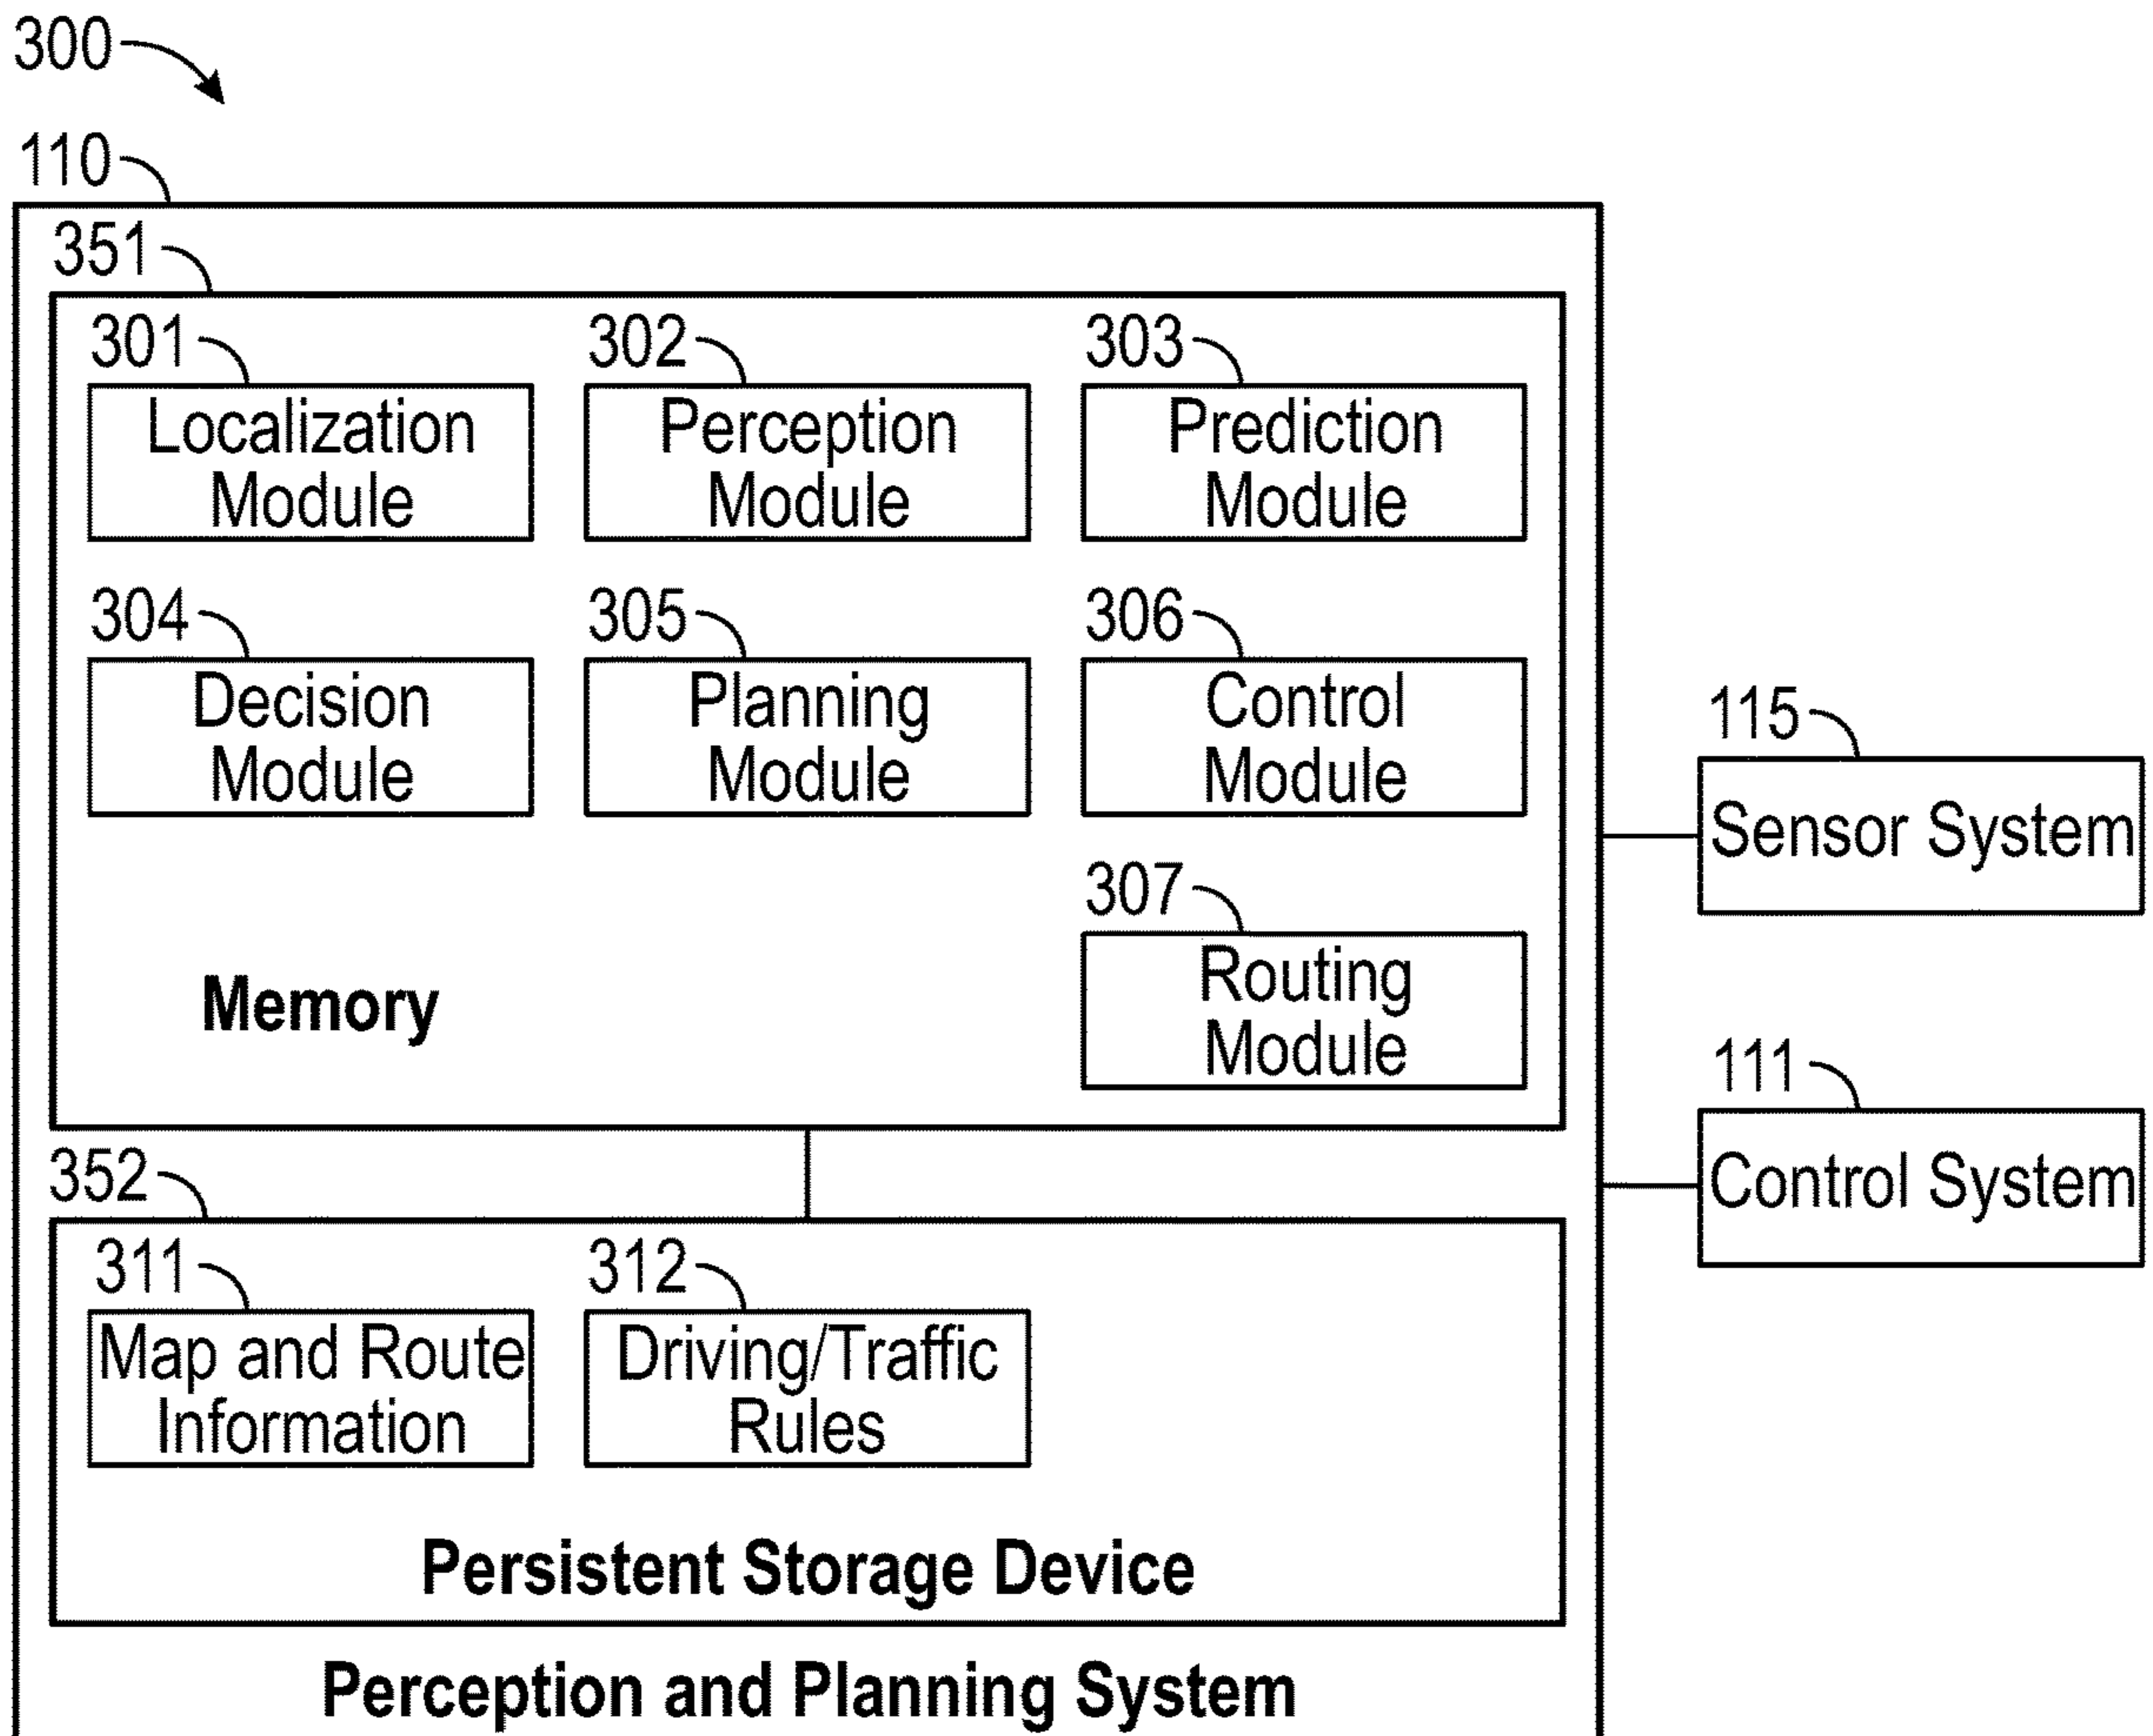 300
110
351
301
302
303
Localization
Module
Perception
Module
Prediction
Module
304
305
306
Decision
Module
Planning
Module
Control
Module
115
Sensor System
307
Routing
Module
Memory
111
Control System
352
311
312
Map and Route
Information
Driving/Traffic
Rules
Persistent Storage Device
Perception and Planning System